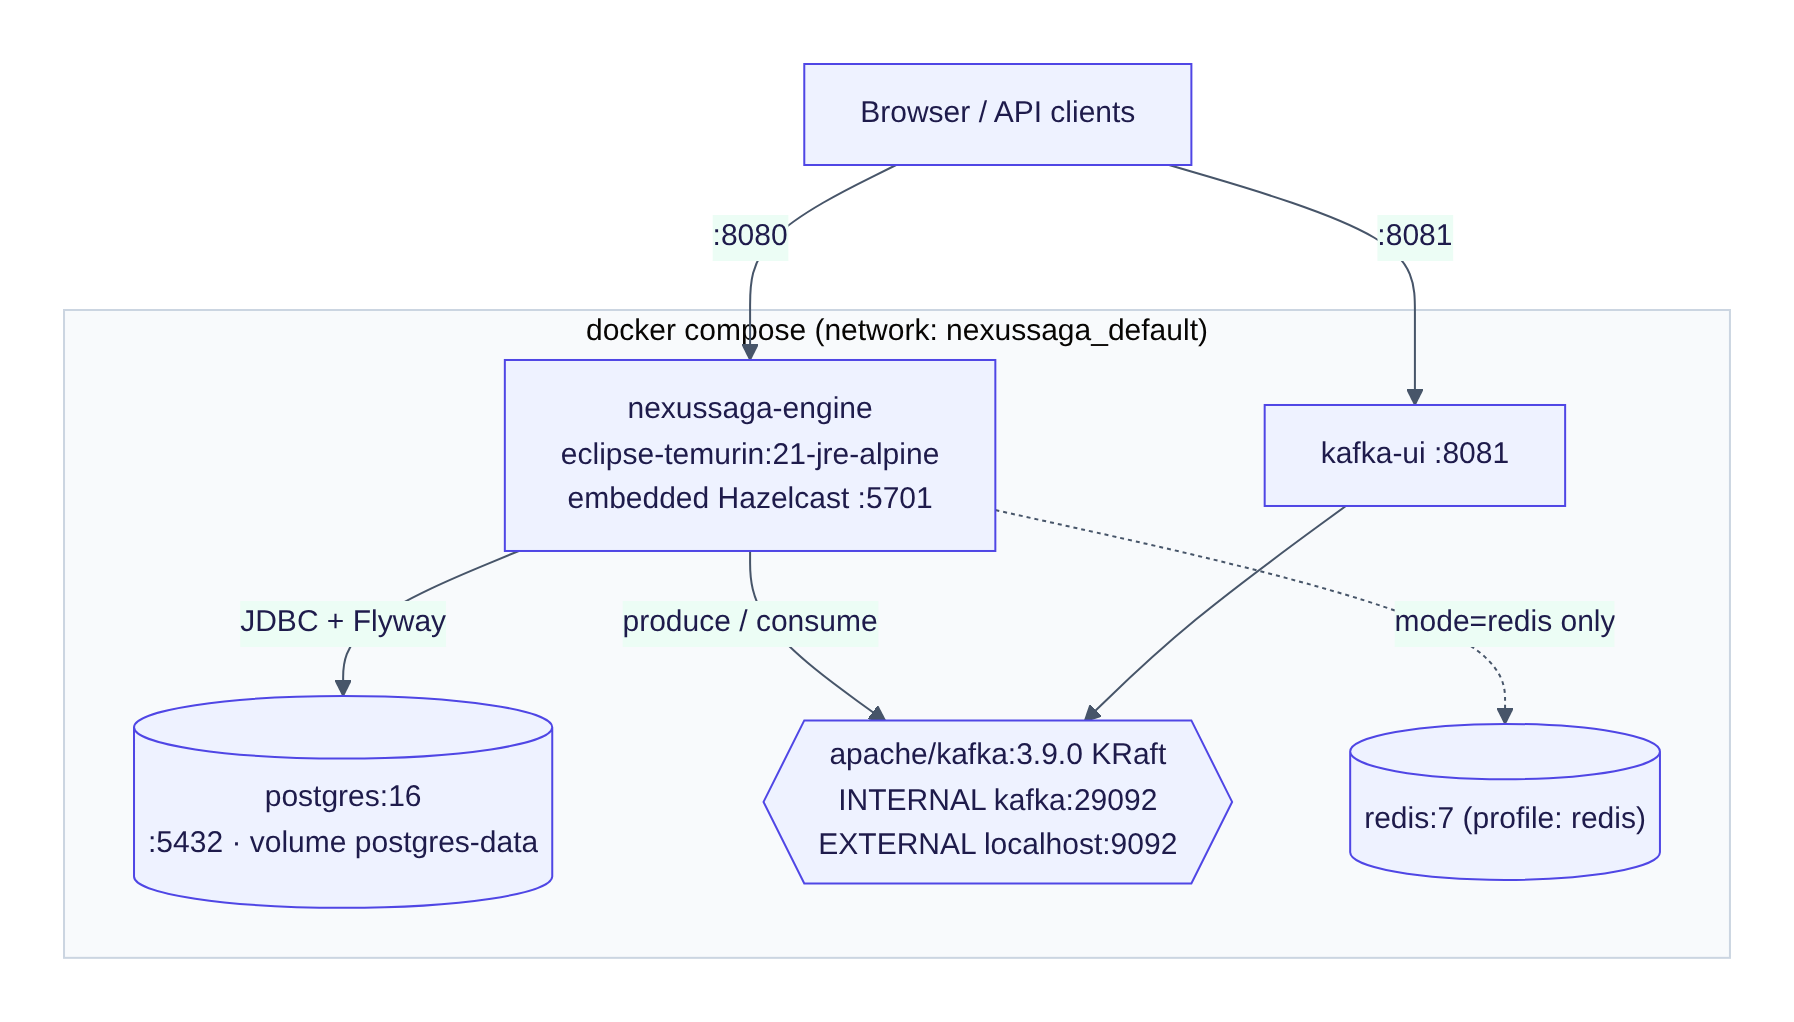 Browser / API clients
:8080
:8081
docker compose (network: nexussaga_default)
nexussaga-engine
eclipse-temurin:21-jre-alpine
embedded Hazelcast :5701
kafka-ui :8081
JDBC + Flyway
produce / consume
mode=redis only
postgres:16
:5432 · volume postgres-data
apache/kafka:3.9.0 KRaft
INTERNAL kafka:29092
EXTERNAL localhost:9092
redis:7 (profile: redis)